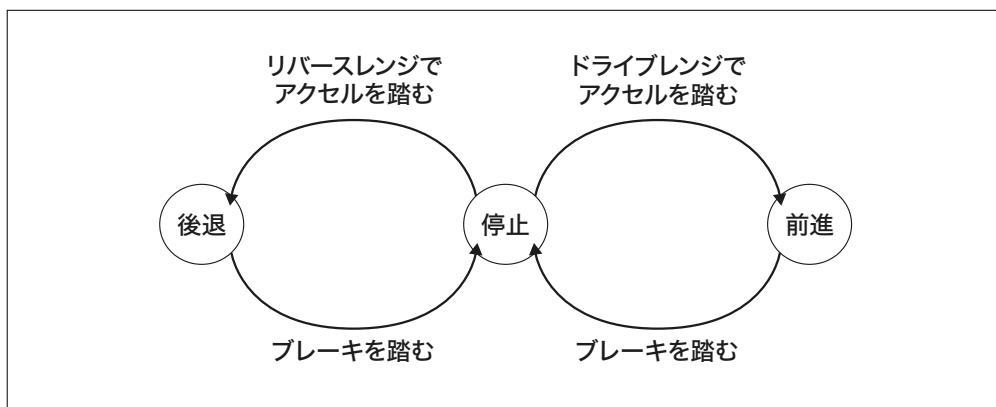 リバースレンジで
アクセルを踏む
ドライブレンジで
アクセルを踏む
後退
停止
前進
ブレーキを踏む
ブレーキを踏む